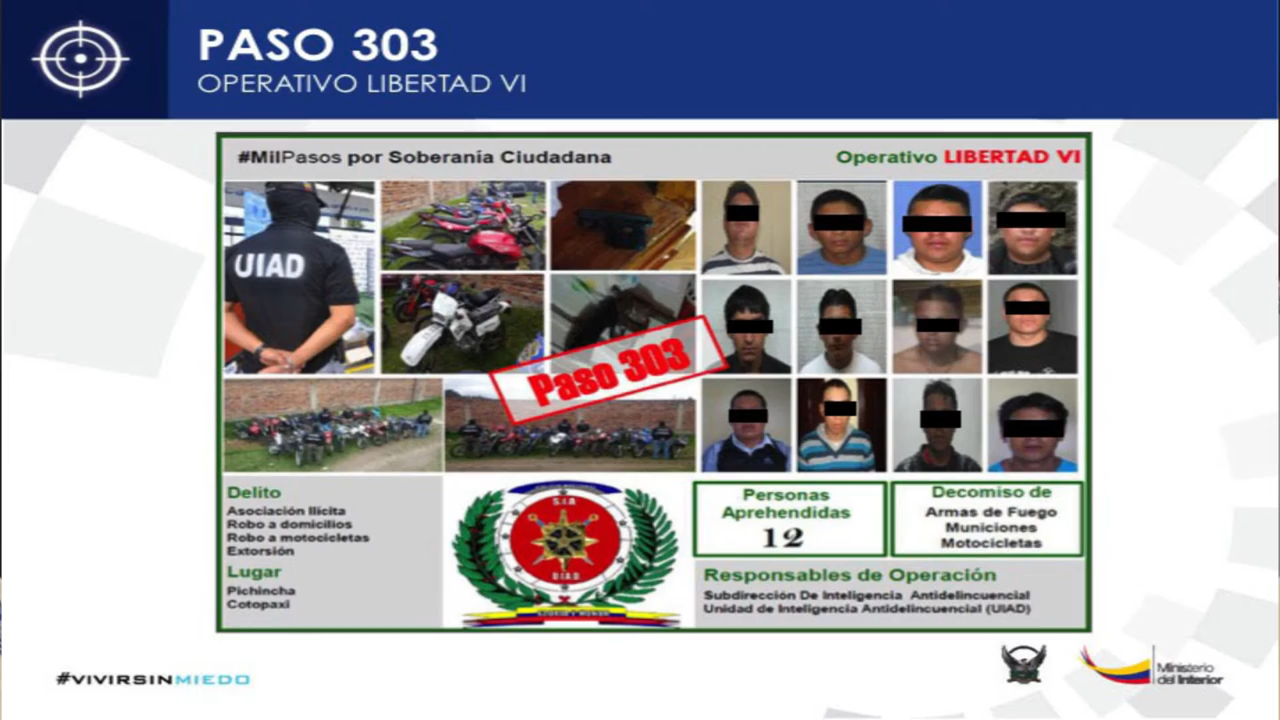 PASO 303
OPERATIVO LIBERTAD VI
#MilPasos por Soberanía Ciudadana
Operativo LIBERTAD VI
UIAD
Paso 303
Delito
Asociación Ilícita
Robo a domicilios
Robo a motocicletas
Extorsión
Lugar
Pichincha
Cotopaxi
S.I.A
U.I.A.D.
Personas
Aprehendidas
12
Decomiso de
Armas de Fuego
Municiones
Motocicletas
Responsables de Operación
Subdirección De Inteligencia Antidelincuencial
Unidad de Inteligencia Antidelincuencial (UIAD)
#VIVIRSINMIEDO
Ministerio
del Interior